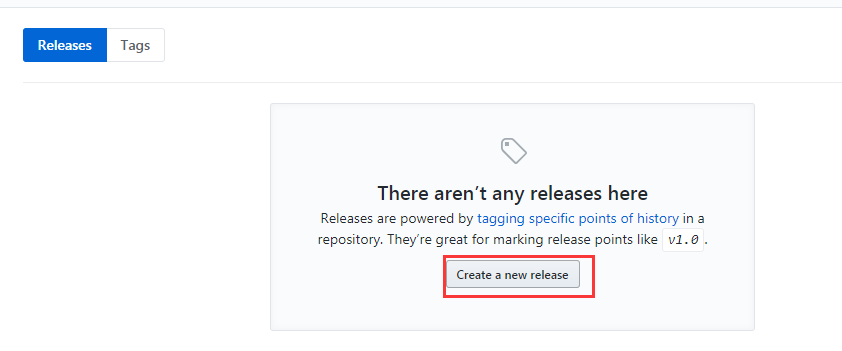 Releases Tags
There aren’t any releases here
Releases are powered by tagging specific points of history in a
repository. They’re great for marking release points like v1.0.
Create a new release